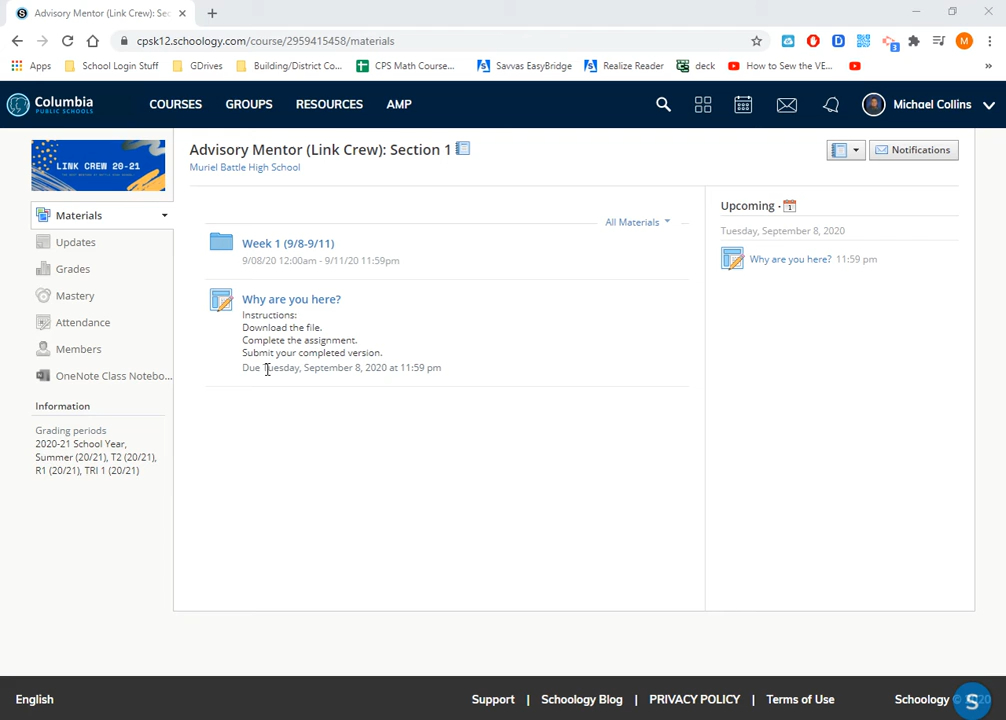 Advisory Mentor (Link Crew): Sec
cpsk12.schoology.com/course/2959415458/materials
3
M
Apps School Login Stuff GDrives Building/District Co... CPS Math Course... Savvas EasyBridge Realize Reader deck How to Sew the VE... »
Columbia
PUBLIC SCHOOLS
COURSES GROUPS RESOURCES AMP Michael Collins
LINK CREW 20-21
Advisory Mentor (Link Crew): Section 1
Muriel Battle High School
Notifications
Materials
Updates
Grades
Mastery
Attendance
Members
OneNote Class Notebo...
Information
Grading periods
2020-21 School Year,
Summer (20/21), T2 (20/21),
R1 (20/21), TRI 1 (20/21)
All Materials
Week 1 (9/8-9/11)
9/08/20 12:00am - 9/11/20 11:59pm
Why are you here?
Instructions:
Download the file.
Complete the assignment.
Submit your completed version.
Due Tuesday, September 8, 2020 at 11:59 pm
Upcoming · 1
Tuesday, September 8, 2020
Why are you here? 11:59 pm
English Support | Schoology Blog | PRIVACY POLICY | Terms of Use Schoology
S